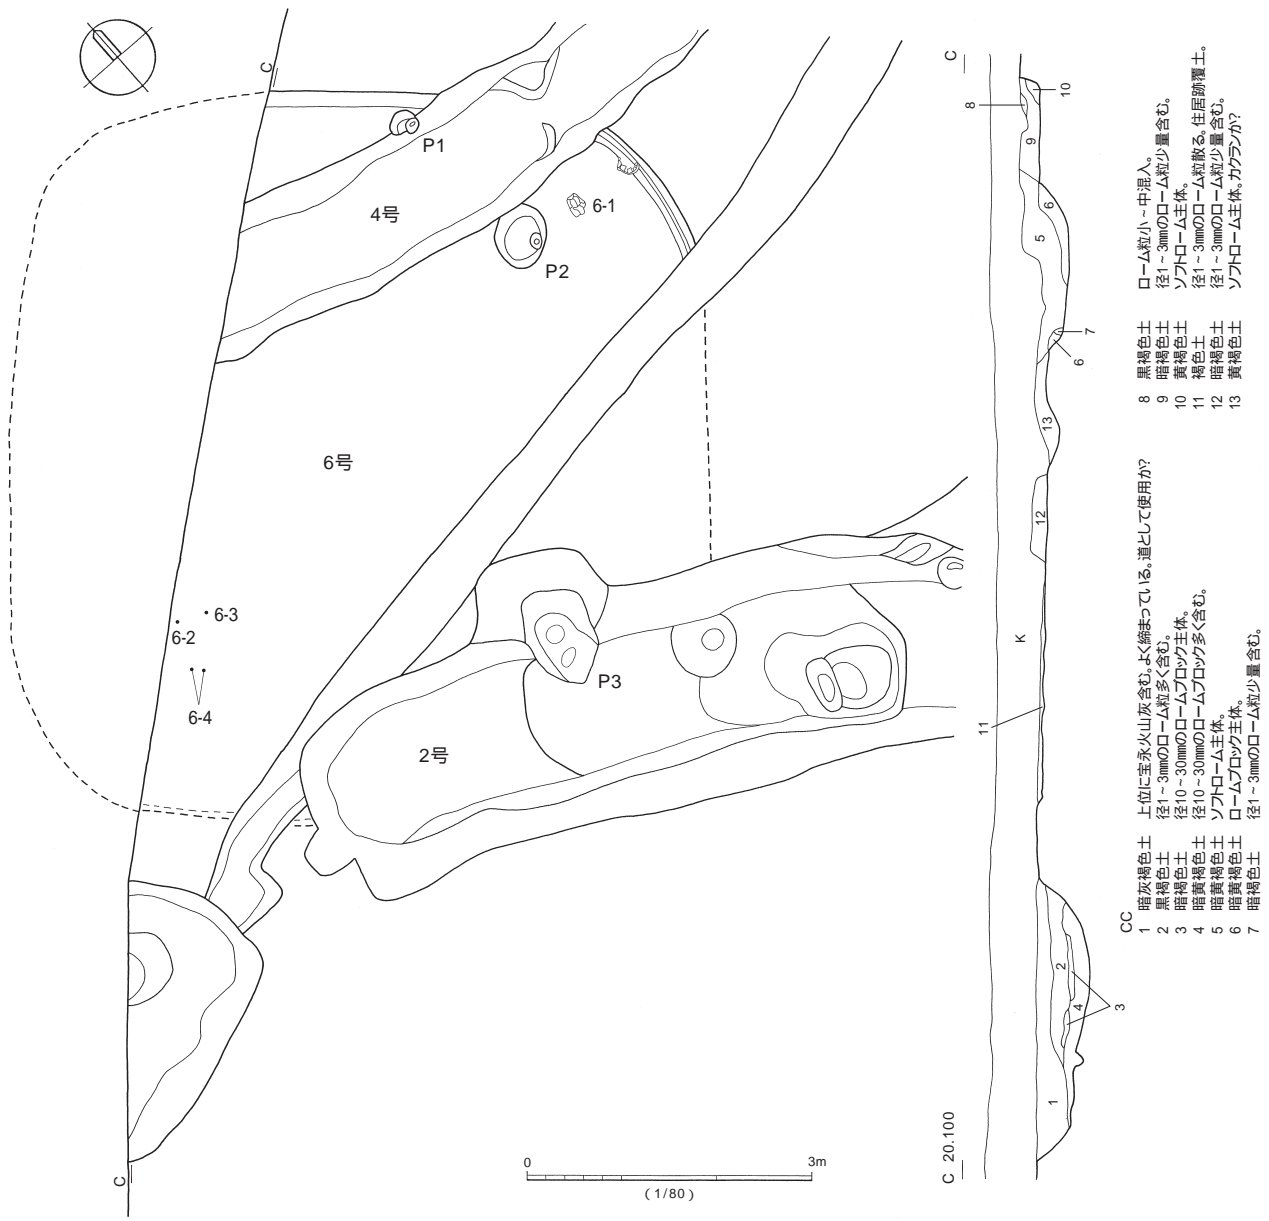 C
P1
4号
6-1
P2
6号
6-3
6-2
6-4
P3
2号
C
0 3m
(1/80)
C
10
8
9
6
5
7
6
13
12
K
11
2
4
3
1
C 20.100
CC
1 暗灰褐色土 上位に宝永火山灰含む。よく締まっている。道として使用か?
2 黒褐色土 径1~3㎜のローム粒多く含む。
3 暗褐色土 径10~30㎜のロームブロック主体。
4 暗黄褐色土 径10~30㎜のロームブロック多く含む。
5 暗黄褐色土 ソフトローム主体。
6 暗黄褐色土 ロームブロック主体。
7 暗褐色土 径1~3㎜のローム粒少量含む。
8 黒褐色土 ローム粒小~中混入。
9 暗褐色土 径1~3㎜のローム粒少量含む。
10 黄褐色土 ソフトローム主体。
11 褐色土 径1~3㎜のローム粒散る。住居跡覆土。
12 暗褐色土 径1~3㎜のローム粒少量含む。
13 黄褐色土 ソフトローム主体。カクランか?